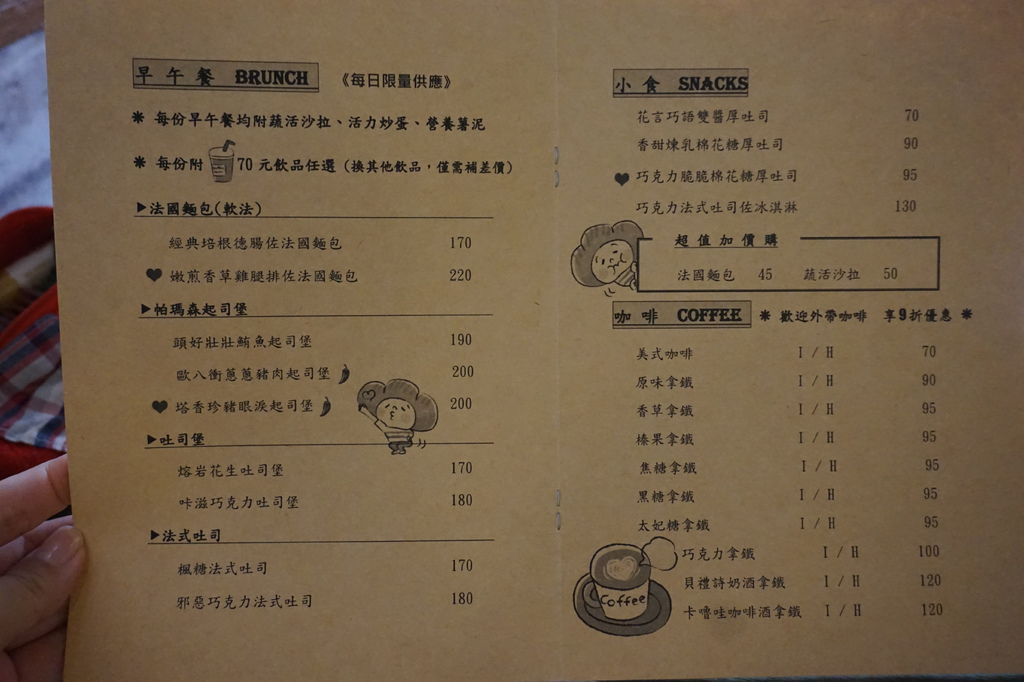 早午餐 BRUNCH 《每日限量供應》
* 每份早午餐均附蔬活沙拉、活力炒蛋、營養薯泥
* 每份附 70 元飲品任選 (換其他飲品，僅需補差價)
▶法國麵包(軟法)
經典培根德腸佐法國麵包 170
♥ 嫩煎香草雞腿排佐法國麵包 220
▶帕瑪森起司堡
頭好壯壯鮪魚起司堡 190
歐八衝蔥蔥豬肉起司堡 200
♥ 塔香珍豬眼淚起司堡 200
▶吐司堡
熔岩花生吐司堡 170
咔滋巧克力吐司堡 180
▶法式吐司
楓糖法式吐司 170
邪惡巧克力法式吐司 180
小食 SNACKS
花言巧語雙醬厚吐司 70
香甜煉乳棉花糖厚吐司 90
♥ 巧克力脆脆棉花糖厚吐司 95
巧克力法式吐司佐冰淇淋 130
超值加價購
法國麵包 45 蔬活沙拉 50
咖啡 COFFEE * 歡迎外帶咖啡 享9折優惠 *
美式咖啡 I / H 70
原味拿鐵 I / H 90
香草拿鐵 I / H 95
榛果拿鐵 I / H 95
焦糖拿鐵 I / H 95
黑糖拿鐵 I / H 95
太妃糖拿鐵 I / H 95
巧克力拿鐵 I / H 100
貝禮詩奶酒拿鐵 I / H 120
卡嚕哇咖啡酒拿鐵 I / H 120
Coffee